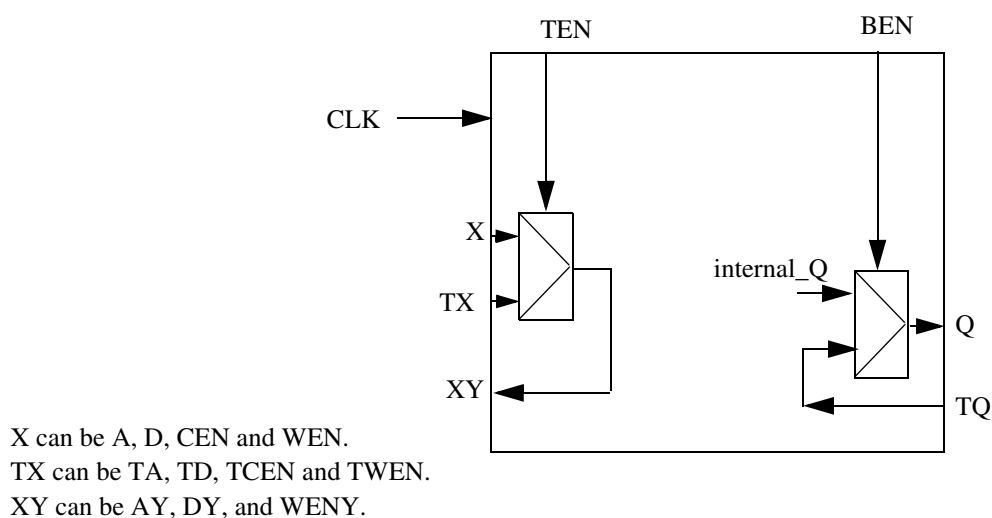 TEN
BEN
CLK
X
internal_Q
TX
Q
XY
TQ
X can be A, D, CEN and WEN.
TX can be TA, TD, TCEN and TWEN.
XY can be AY, DY, and WENY.